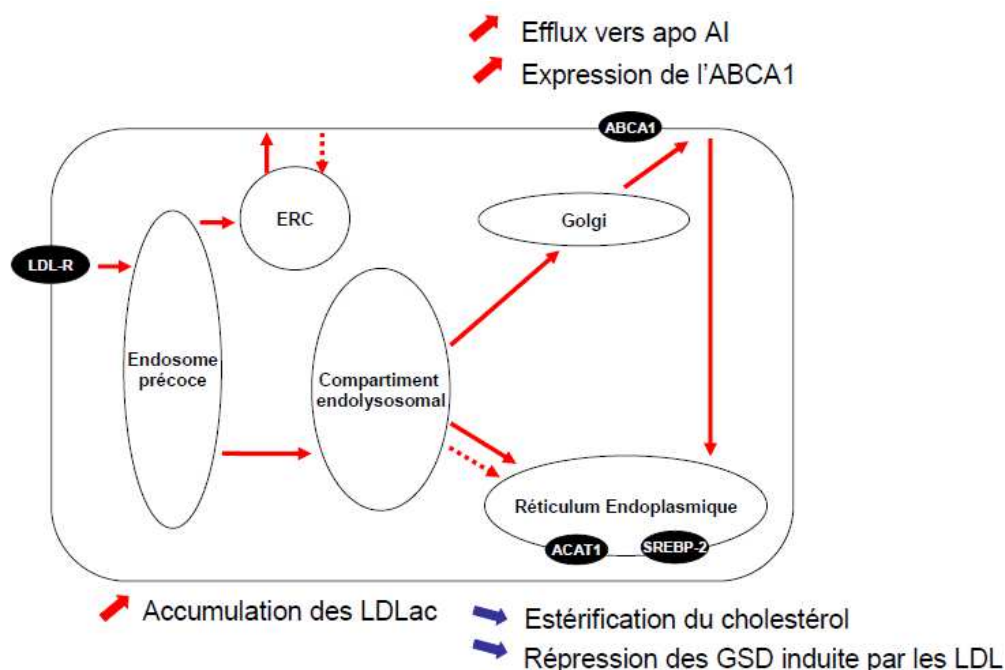 Efflux vers apo AI
Expression de l'ABCA1
ABCA1
ERC
Golgi
LDL-R
Endosome
précoce
Compartiment
endolysosomal
Réticulum Endoplasmique
ACAT1
SREBP-2
Accumulation des LDLac
Estérification du cholestérol
Répression des GSD induite par les LDL